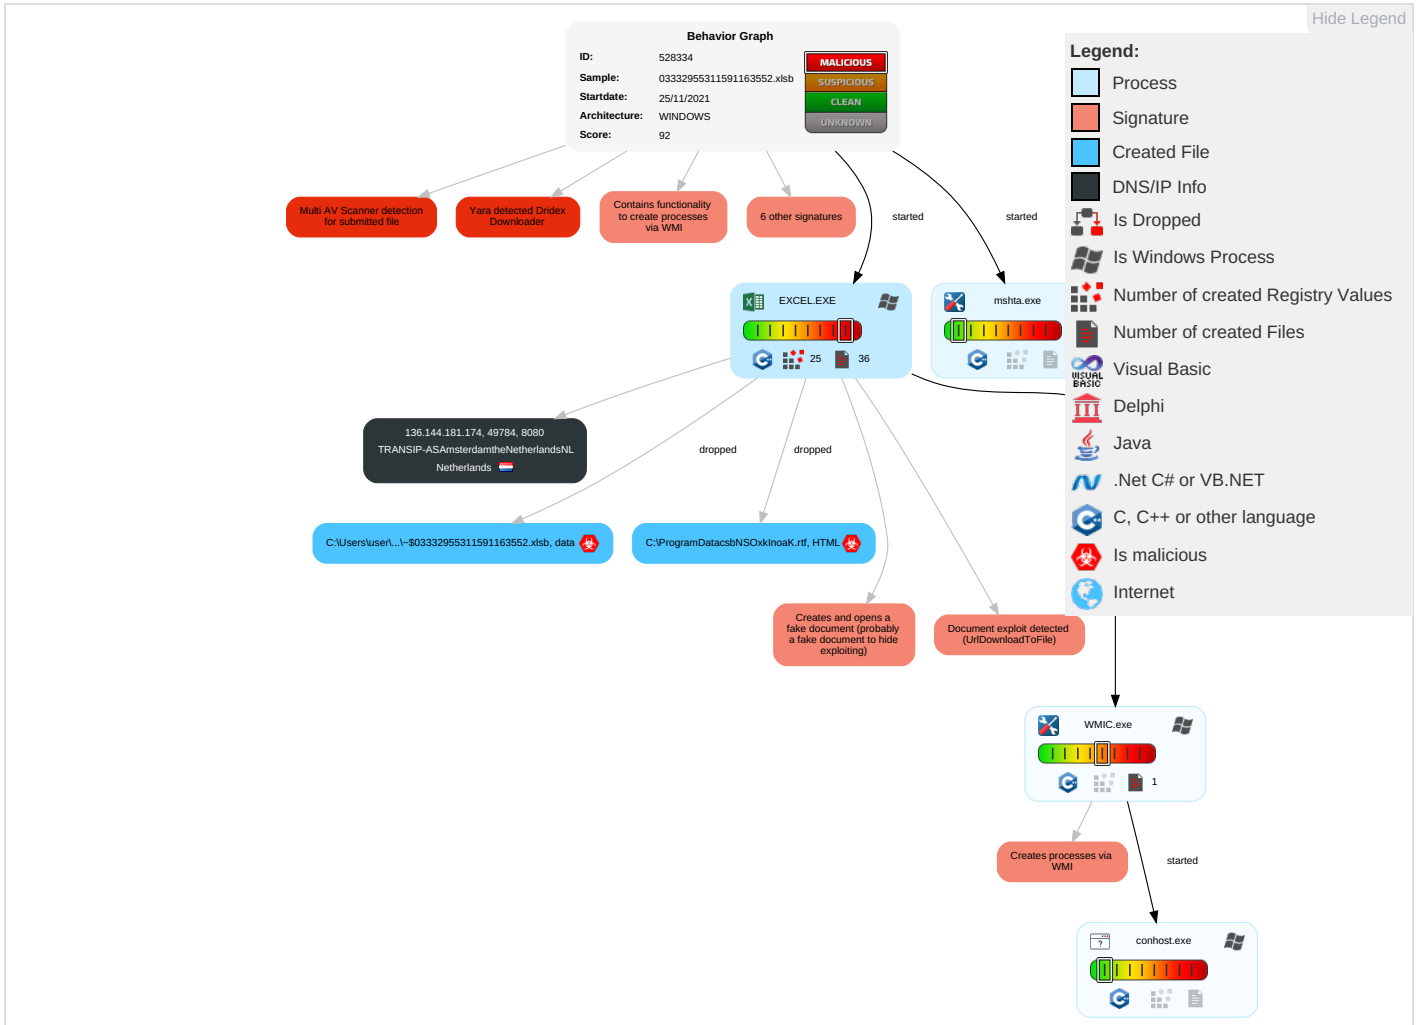 Hide Legend
Behavior Graph
ID: 528334
Sample: 03332955311591163552.xlsb
Startdate: 25/11/2021
Architecture: WINDOWS
Score: 92
MALICIOUS
SUSPICIOUS
CLEAN
UNKNOWN
Legend:
Process
Signature
Created File
DNS/IP Info
Is Dropped
Is Windows Process
Number of created Registry Values
Number of created Files
Visual Basic
VISUAL
BASIC
Delphi
Java
.Net C# or VB.NET
C, C++ or other language
Is malicious
Internet
Multi AV Scanner detection
for submitted file
Yara detected Dridex
Downloader
Contains functionality
to create processes
via WMI
6 other signatures
started
started
EXCEL.EXE
25
36
mshta.exe
136.144.181.174, 49784, 8080
TRANSIP-ASAmsterdamtheNetherlandsNL
Netherlands
dropped
dropped
C:\Users\user\...\~$03332955311591163552.xlsb, data
C:\ProgramDatacsbNSOxkInoaK.rtf, HTML
Creates and opens a
fake document (probably
a fake document to hide
exploiting)
Document exploit detected
(UrlDownloadToFile)
WMIC.exe
1
Creates processes via
WMI
started
conhost.exe